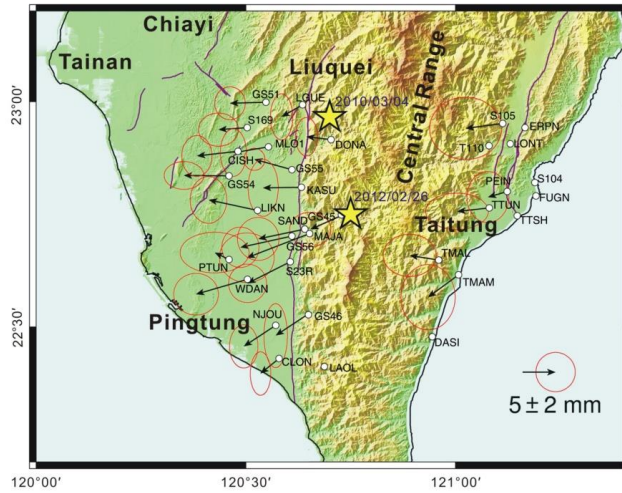 Chiayi
Tainan
Liuquei
Central Range
23°00'
GS51
LGUE
2010/03/04
S169
MLO1
DONA
S105
ERPN
T110
LONT
CISH
GS55
GS54
KASU
PEIN
S104
FUGN
2012/02/26
LIKN
TTUN
GS45
SAND
MAJA
Taitung
TTSH
GS56
PTUN
S23R
TMAL
WDAN
TMAM
Pingtung
NJOU
GS46
22°30'
DASI
CLON
LAOL
5 ± 2 mm
120°00'
120°30'
121°00'